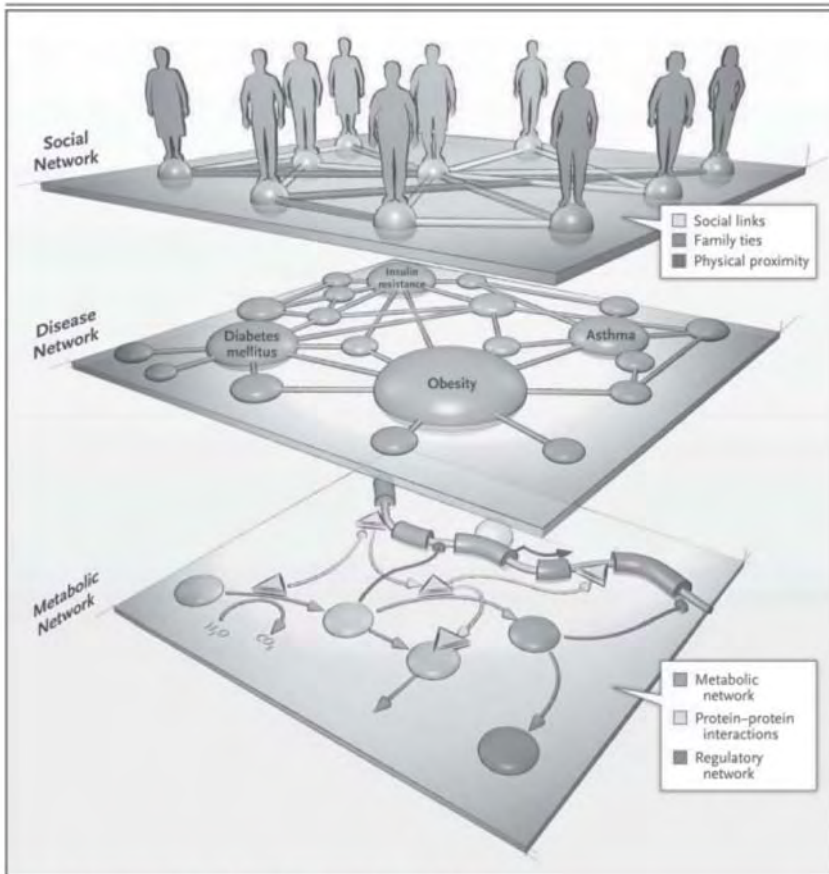 Social
Network
Social links
Family ties
Physical proximity
Disease
Network
Insulin
resistance
Diabetes
mellitus
Asthma
Obesity
Metabolic
Network
H₂O
CO₂
Metabolic
network
Protein–protein
interactions
Regulatory
network